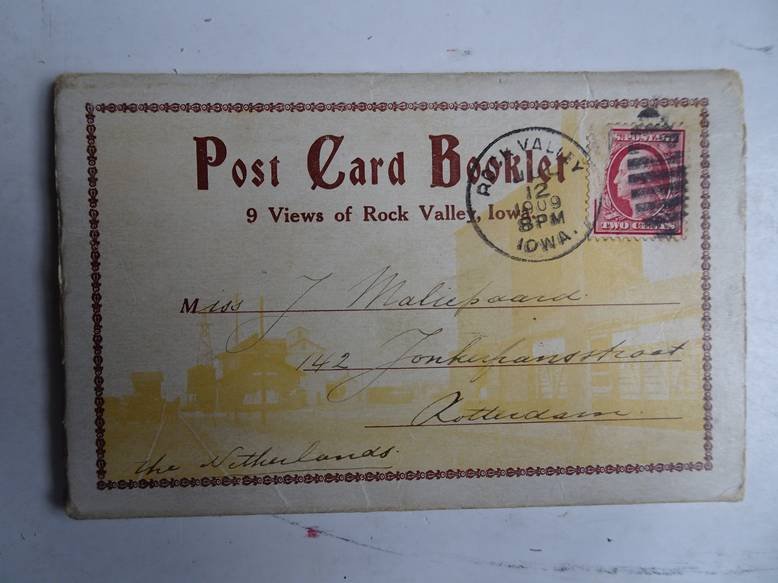 Post Card Booklet
9 Views of Rock Valley, Iowa.
ROCK VALLEY
12
1909
8 PM
IOWA.
S. POSTA
TWO CENTS
Miss J Maliepaard.
142 Jonkerfransstraat
Rotterdam.
the Netherlands.